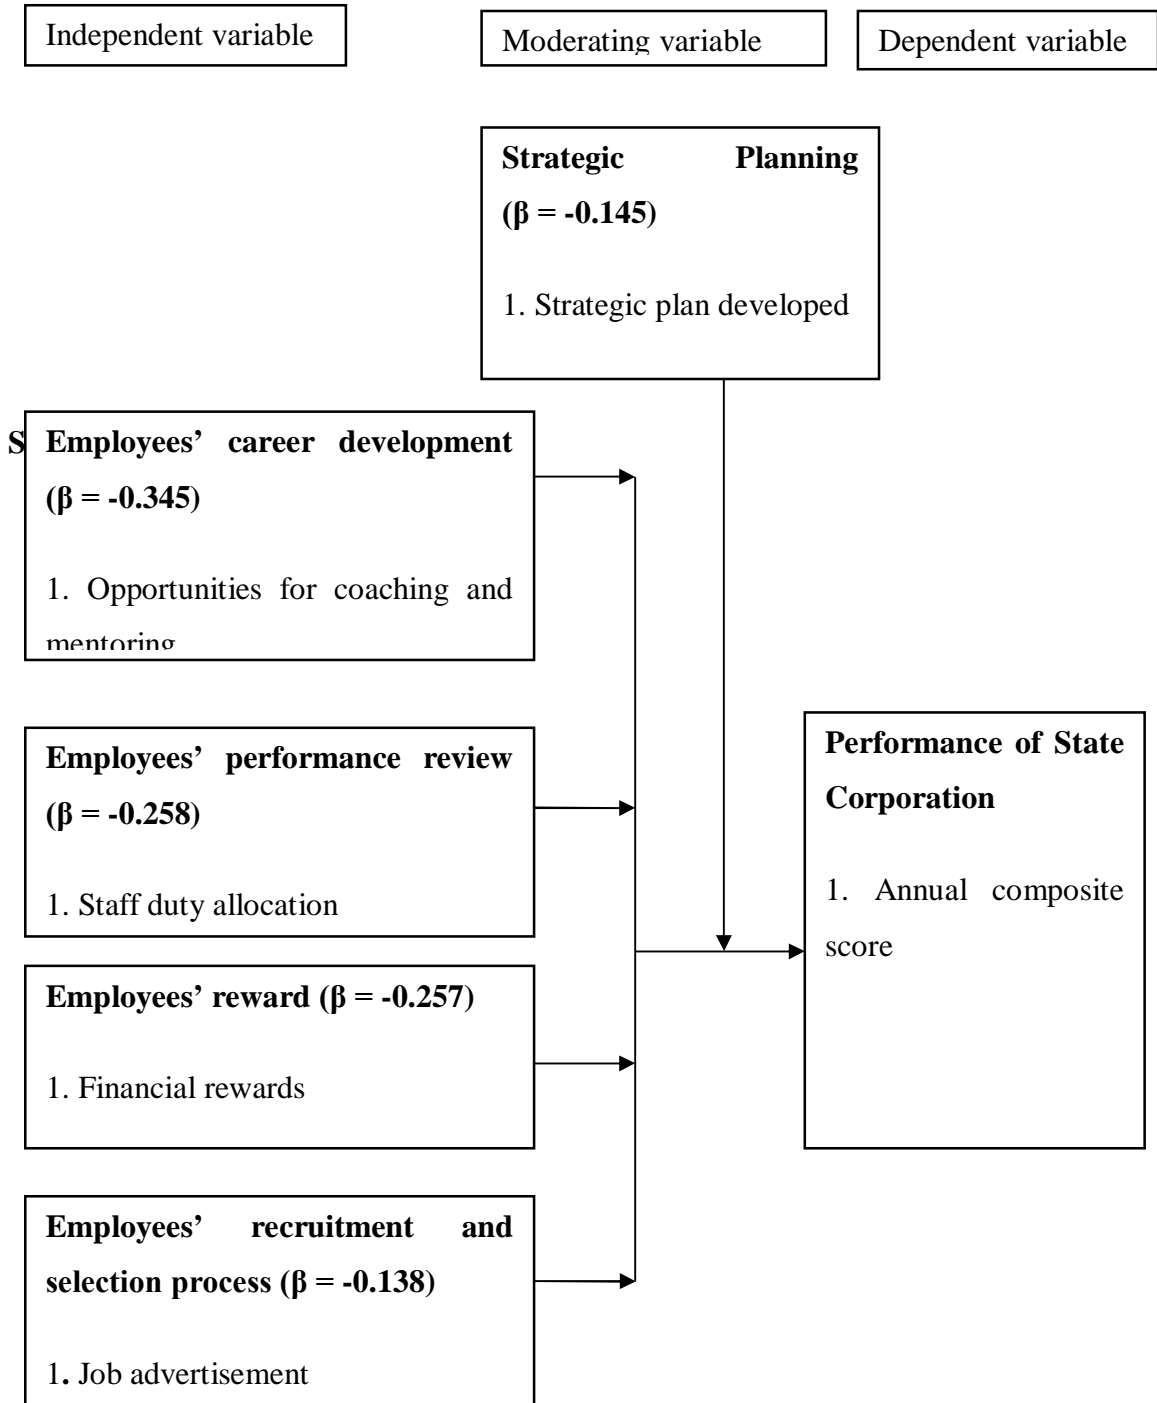 Independent variable
Moderating variable
Dependent variable
Strategic Planning
(β = -0.145)
1. Strategic plan developed
S
Employees’ career development
(β = -0.345)
1. Opportunities for coaching and
mentoring
Employees’ performance review
(β = -0.258)
1. Staff duty allocation
Employees’ reward (β = -0.257)
1. Financial rewards
Employees’ recruitment and
selection process (β = -0.138)
1. Job advertisement
Performance of State
Corporation
1. Annual composite
score